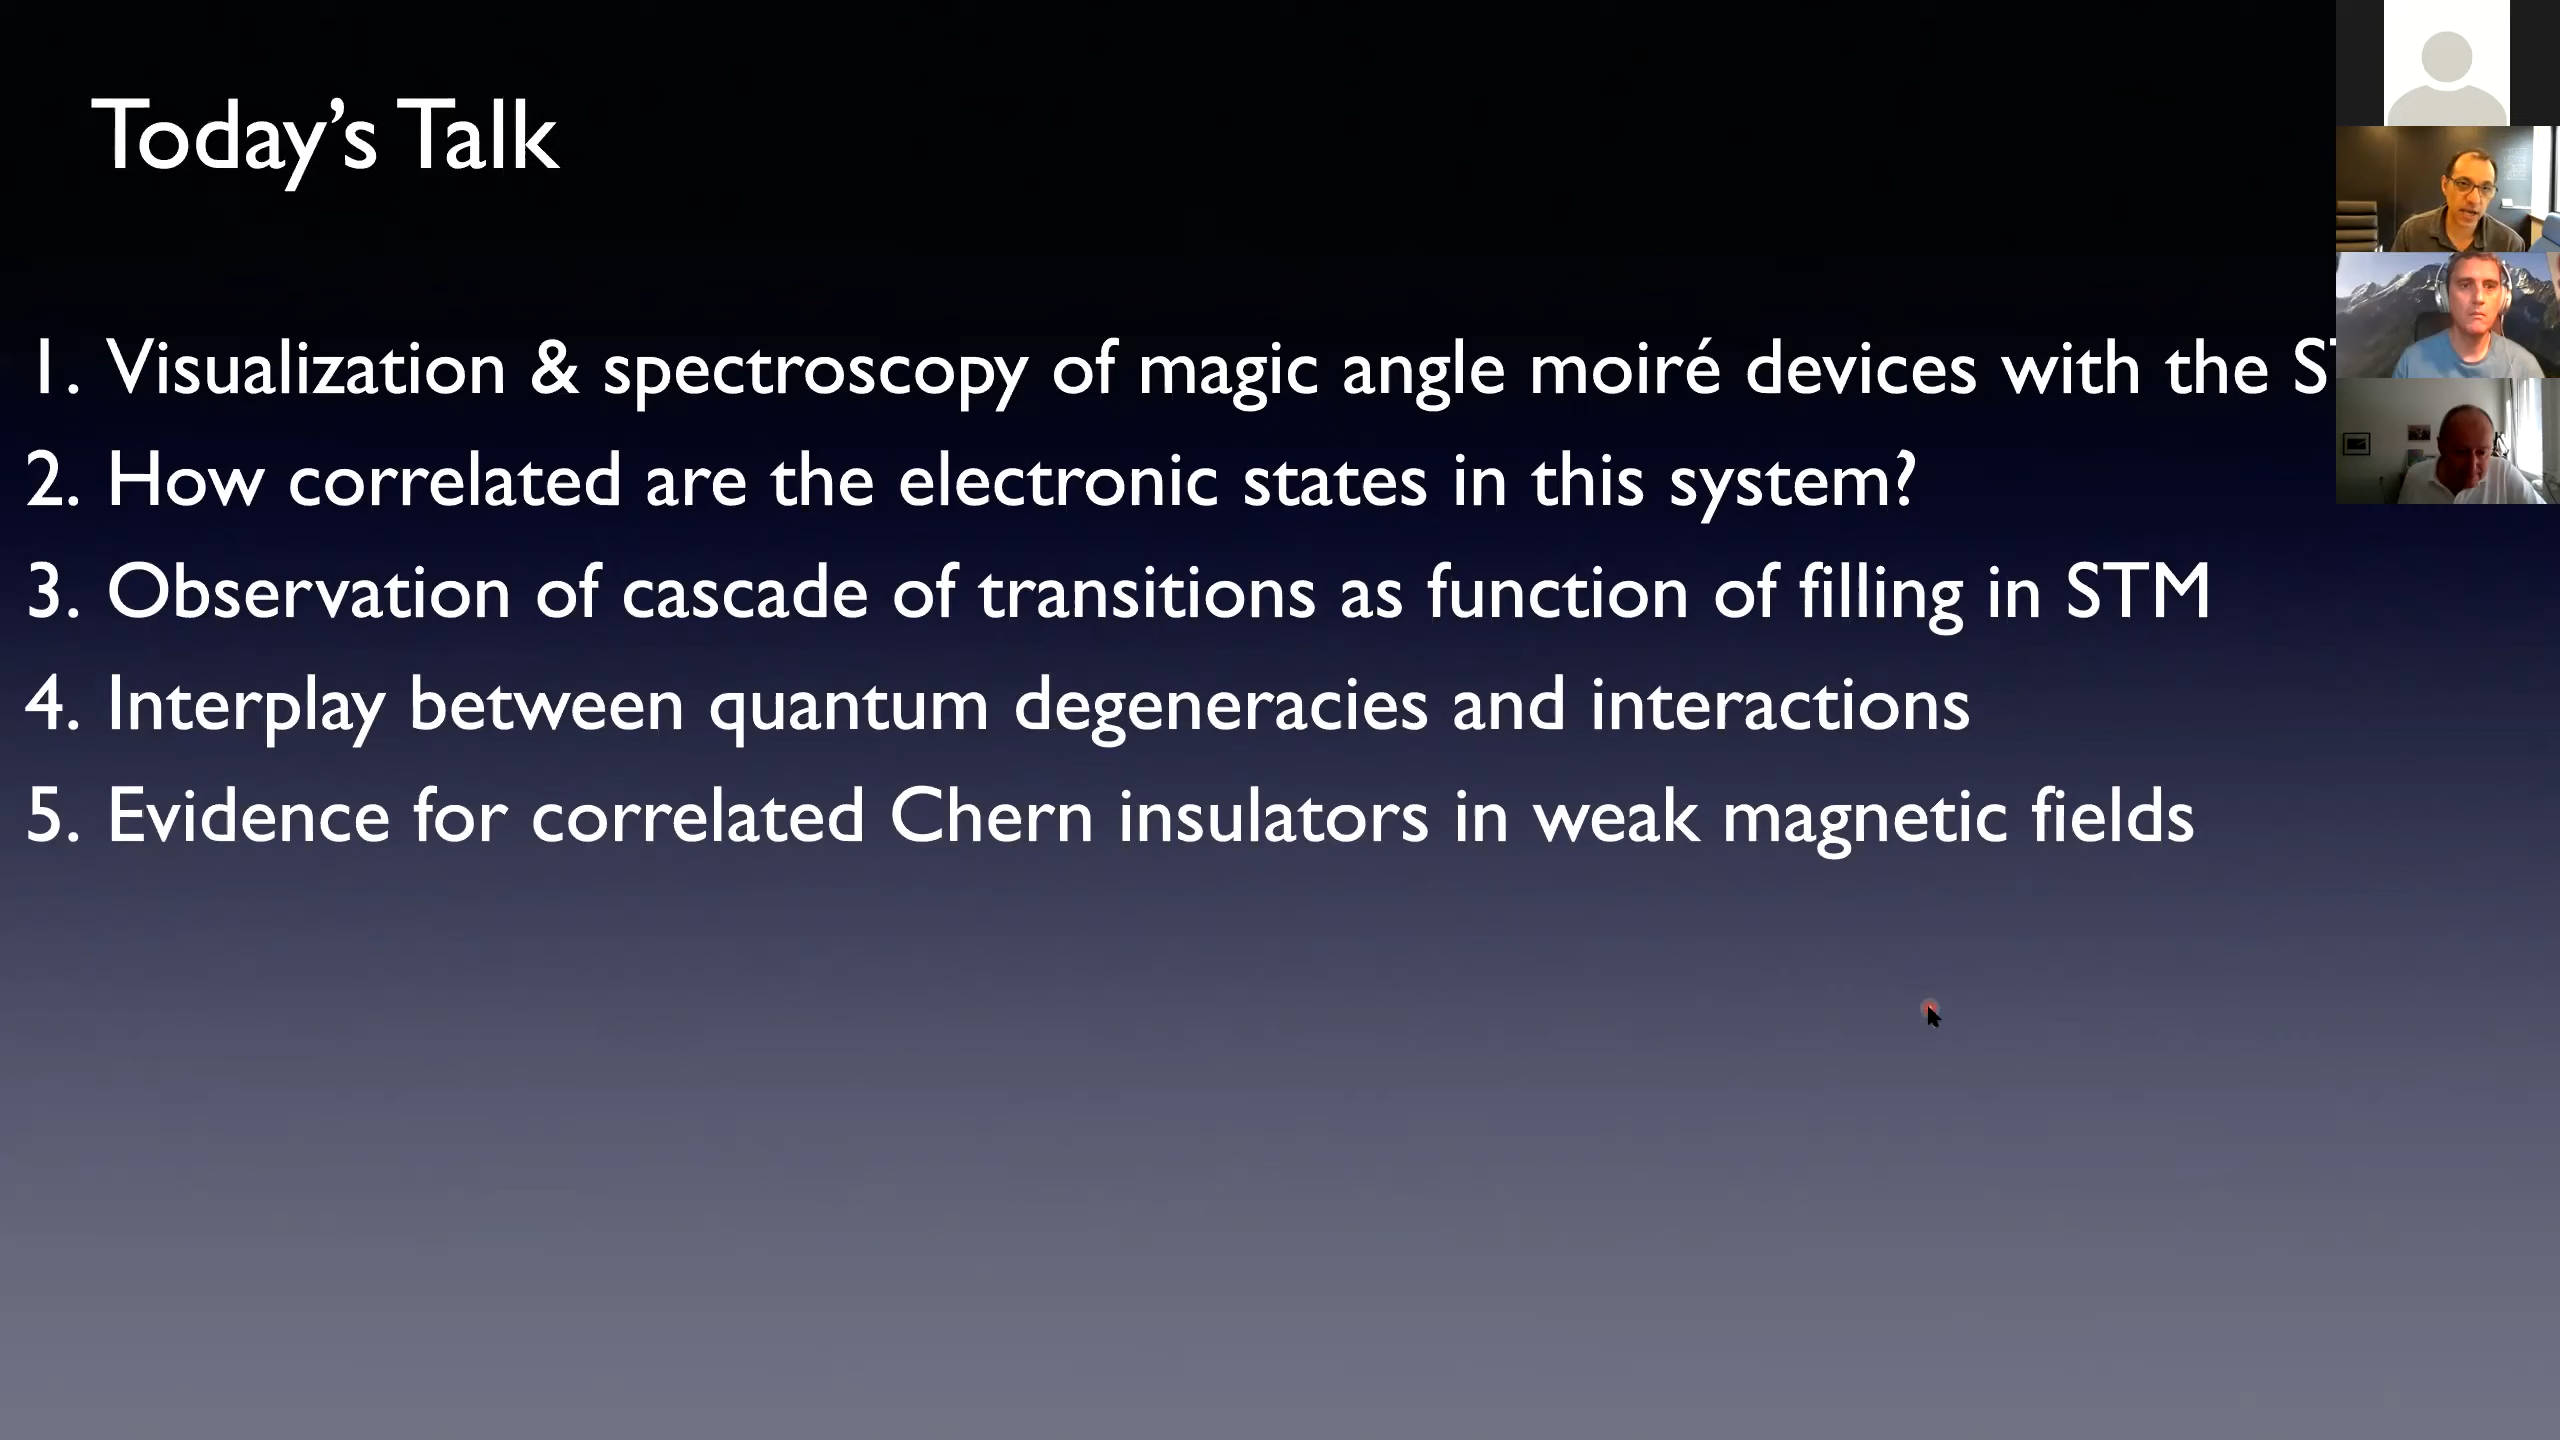 Today’s Talk
1. Visualization & spectroscopy of magic angle moiré devices with the
2. How correlated are the electronic states in this system?
3. Observation of cascade of transitions as function of filling in STM
4. Interplay between quantum degeneracies and interactions
5. Evidence for correlated Chern insulators in weak magnetic fields